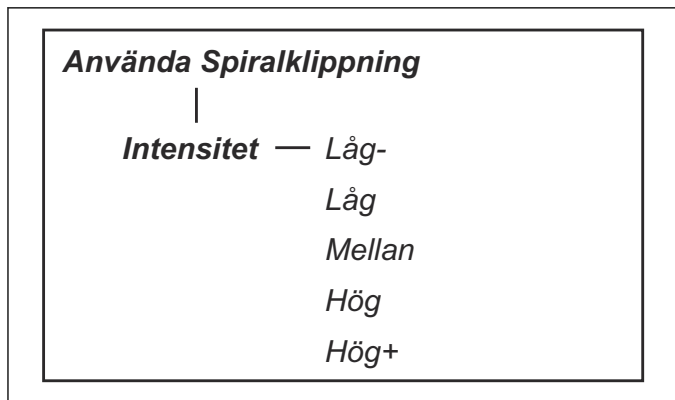 Använda Spiralklippning
Intensitet — Låg-
Låg
Mellan
Hög
Hög+